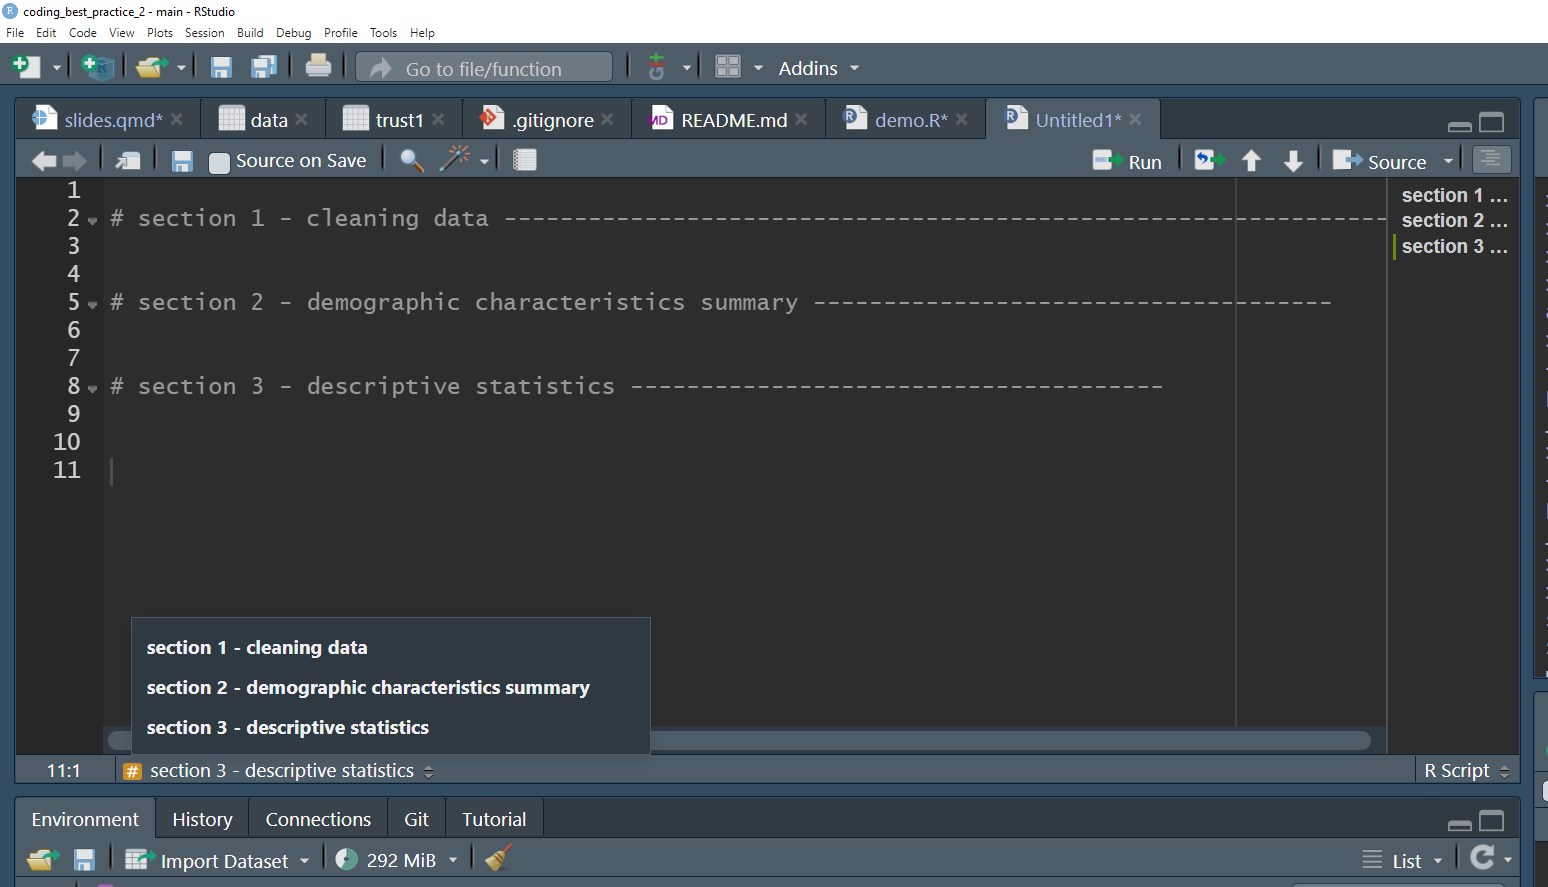 coding_best_practice_2 - main - RStudio
File Edit Code View Plots Session Build Debug Profile Tools Help
Go to file/function Addins
slides.qmd* data trust1 .gitignore README.md demo.R* Untitled1*
Source on Save Run Source
1
2 # section 1 - cleaning data ---------------------------------------------------------------
3
4
5 # section 2 - demographic characteristics summary -------------------------------------
6
7
8 # section 3 - descriptive statistics --------------------------------------
9
10
11
section 1 ...
section 2 ...
section 3 ...
section 1 - cleaning data
section 2 - demographic characteristics summary
section 3 - descriptive statistics
11:1 # section 3 - descriptive statistics R Script
Environment History Connections Git Tutorial
Import Dataset 292 MiB List